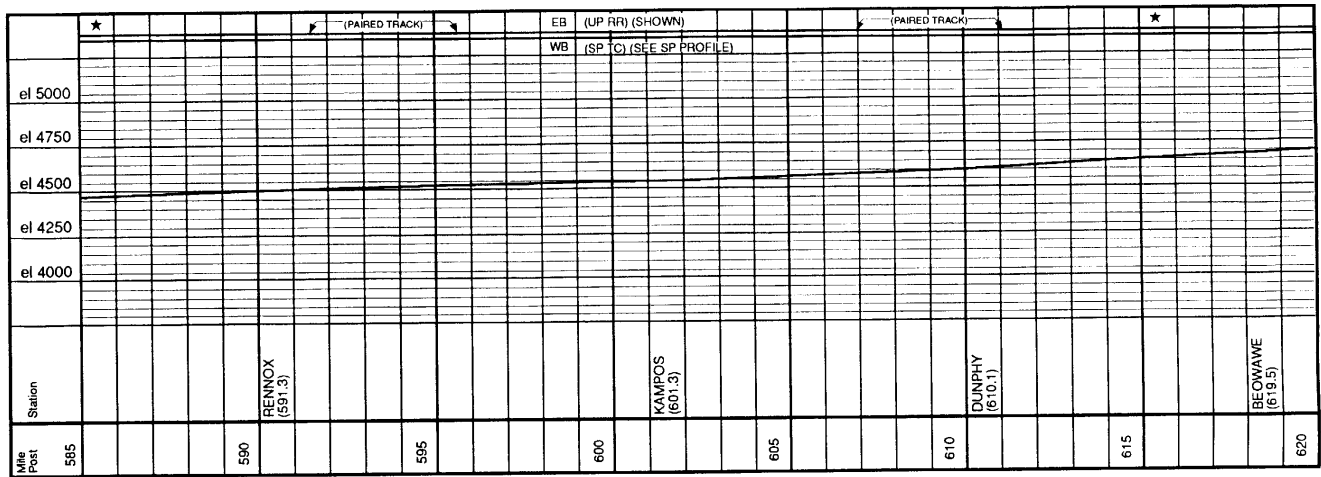 ★ (PAIRED TRACK) EB (UP RR) (SHOWN) (PAIRED TRACK) ★
WB (SP TC) (SEE SP PROFILE)
el 5000
el 4750
el 4500
el 4250
el 4000
Station
RENNOX
(591.3)
KAMPOS
(601.3)
DUNPHY
(610.1)
BEOWAWE
(619.5)
Mile
Post
585
590
595
600
605
610
615
620